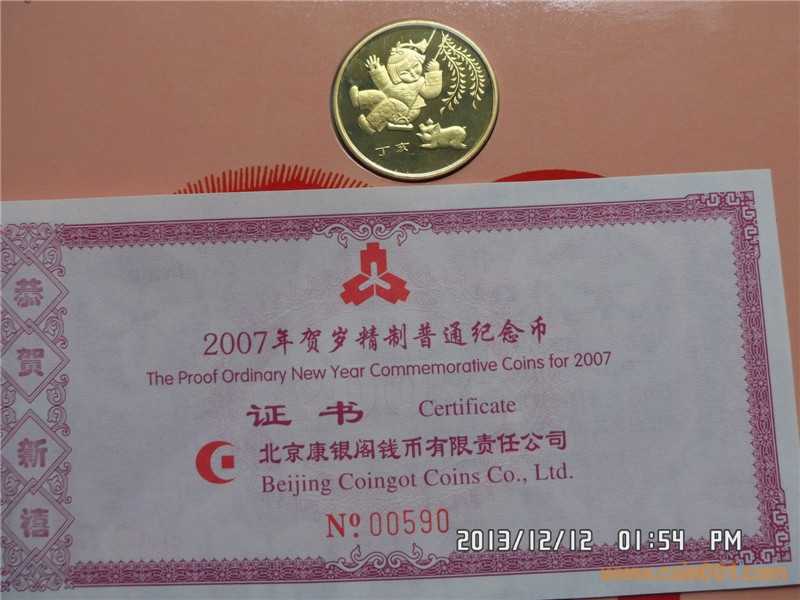 丁亥
恭贺新禧
2007年贺岁精制普通纪念币
The Proof Ordinary New Year Commemorative Coins for 2007
证书 Certificate
北京康银阁钱币有限责任公司
Beijing Coingot Coins Co., Ltd.
Nº 00590
2013/12/12 01:54 PM
www.coin001.com